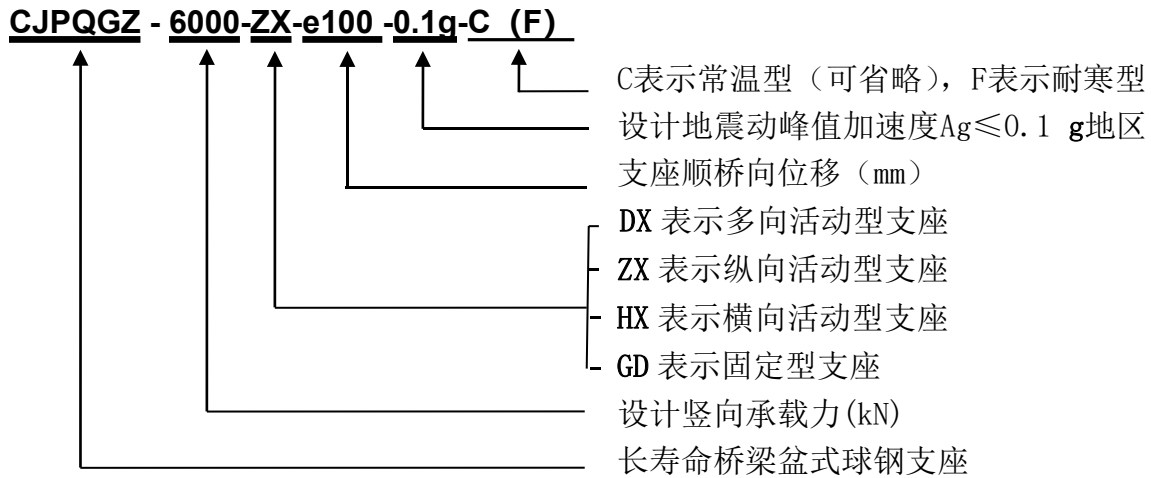 CJPQGZ - 6000-ZX-e100 -0.1g-C (F)
C表示常温型（可省略），F表示耐寒型
设计地震动峰值加速度Ag≤0.1 g地区
支座顺桥向位移（mm）
DX 表示多向活动型支座
ZX 表示纵向活动型支座
HX 表示横向活动型支座
GD 表示固定型支座
设计竖向承载力(kN)
长寿命桥梁盆式球钢支座